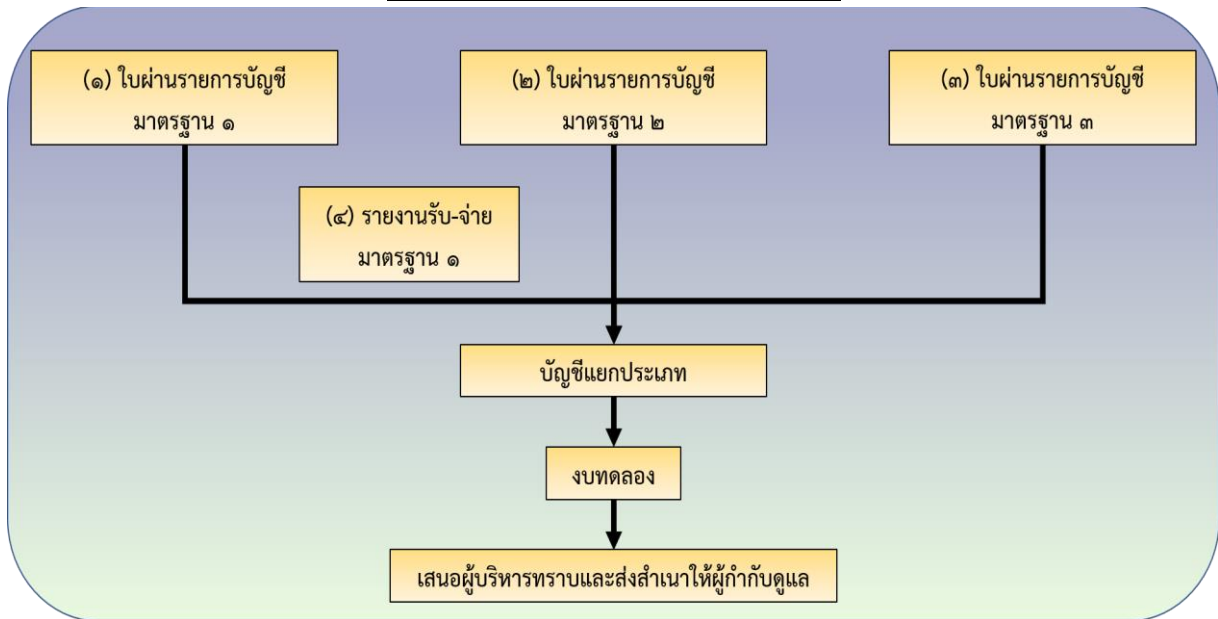 (๑) ใบผ่านรายการบัญชี
มาตรฐาน ๑
(๒) ใบผ่านรายการบัญชี
มาตรฐาน ๒
(๓) ใบผ่านรายการบัญชี
มาตรฐาน ๓
(๔) รายงานรับ-จ่าย
มาตรฐาน ๑
บัญชีแยกประเภท
งบทดลอง
เสนอผู้บริหารทราบและส่งสำเนาให้ผู้กำกับดูแล